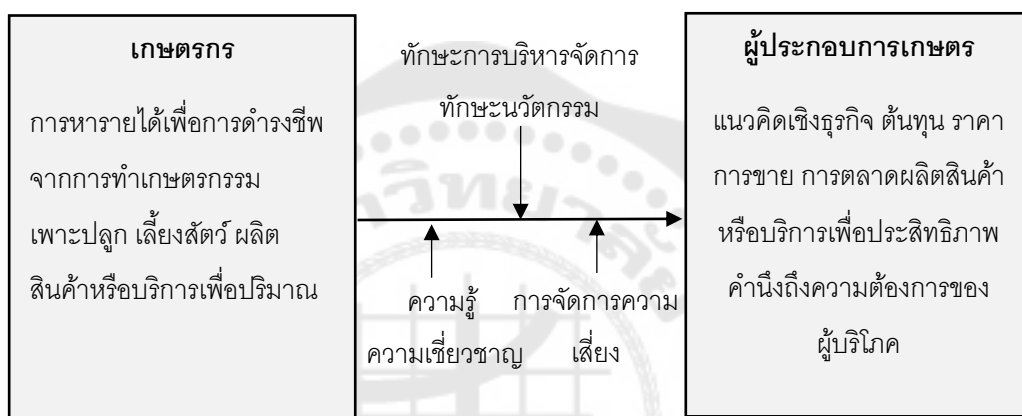 เกษตรกร
การหารายได้เพื่อการดำรงชีพ
จากการทำเกษตรกรรม
เพาะปลูก เลี้ยงสัตว์ ผลิต
สินค้าหรือบริการเพื่อปริมาณ
ทักษะการบริหารจัดการ
ทักษะนวัตกรรม
ความรู้
ความเชี่ยวชาญ
การจัดการความ
เสี่ยง
ผู้ประกอบการเกษตร
แนวคิดเชิงธุรกิจ ต้นทุน ราคา
การขาย การตลาดผลิตสินค้า
หรือบริการเพื่อประสิทธิภาพ
คำนึงถึงความต้องการของ
ผู้บริโภค